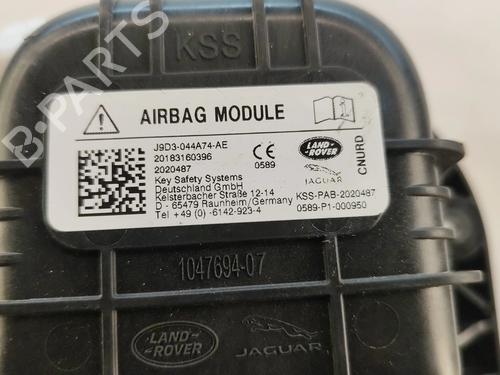 B-PARTS
KSS
AIRBAG MODULE
J9D3-044A74-AE
20183160396
2020487
Key Safety Systems
Deutschland GmbH
Kelsterbacher Straße 12-14
D - 65479 Raunheim/Germany
Tel +49 (0) -6142-923-4
CE
0589
LAND-
ROVER
JAGUAR
CNURD
KSS-PAB-2020487
0589-P1-000950
1047694-07
LAND-
ROVER
JAGUAR